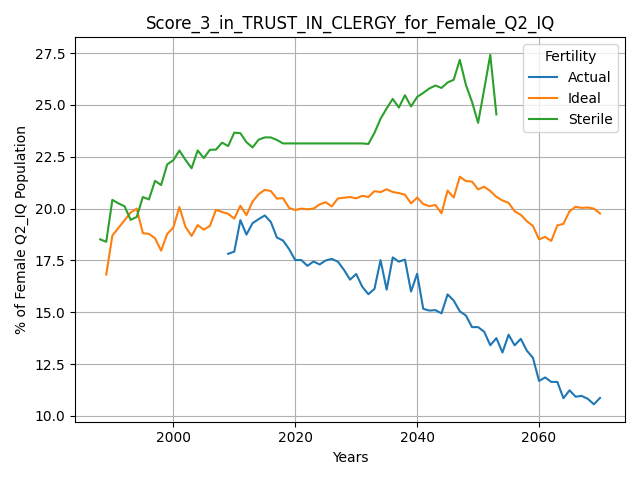 Score_3_in_TRUST_IN_CLERGY_for_Female_Q2_IQ
% of Female Q2_IQ Population
27.5
25.0
22.5
20.0
17.5
15.0
12.5
10.0
Fertility
Actual
Ideal
Sterile
2000
2020
2040
2060
Years